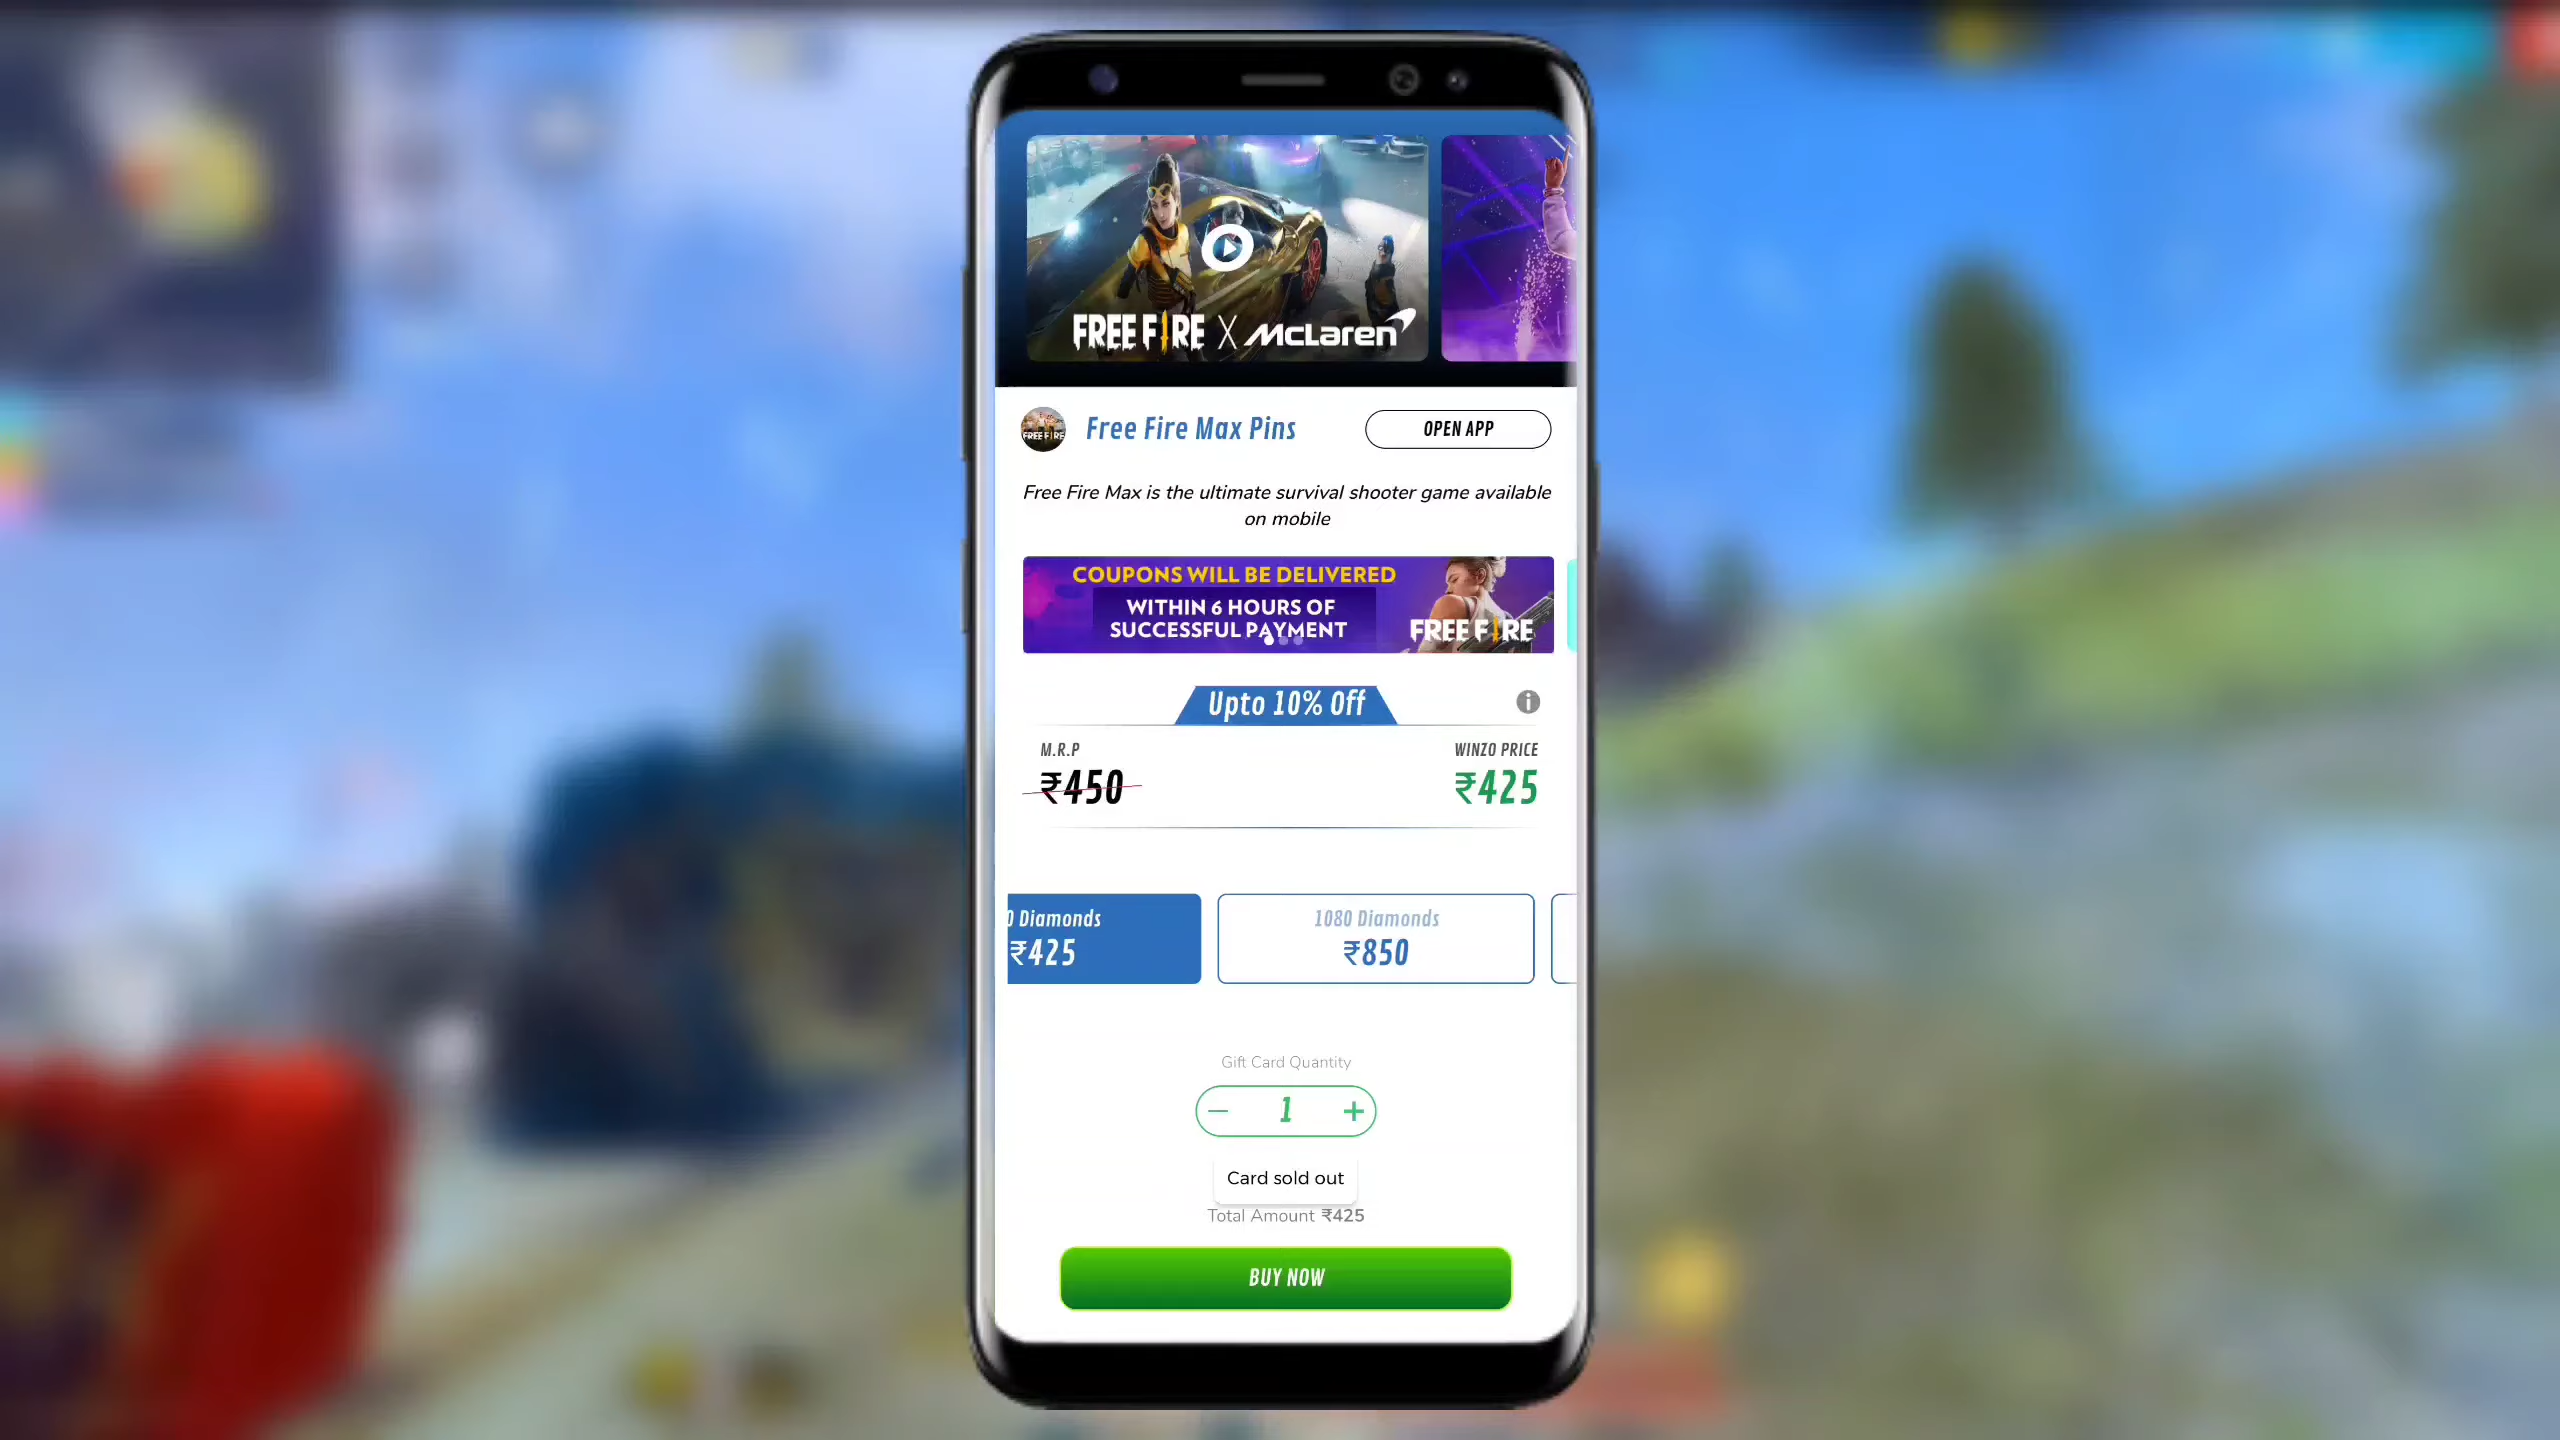 FREE FIRE X McLaren
FREE FIRE
Free Fire Max Pins
OPEN APP
Free Fire Max is the ultimate survival shooter game available
on mobile
COUPONS WILL BE DELIVERED
WITHIN 6 HOURS OF
SUCCESSFUL PAYMENT
FREE FIRE
Upto 10% Off
M.R.P
WINZO PRICE
₹450
₹425
0 Diamonds
₹425
1080 Diamonds
₹850
Gift Card Quantity
1
Card sold out
Total Amount ₹425
BUY NOW